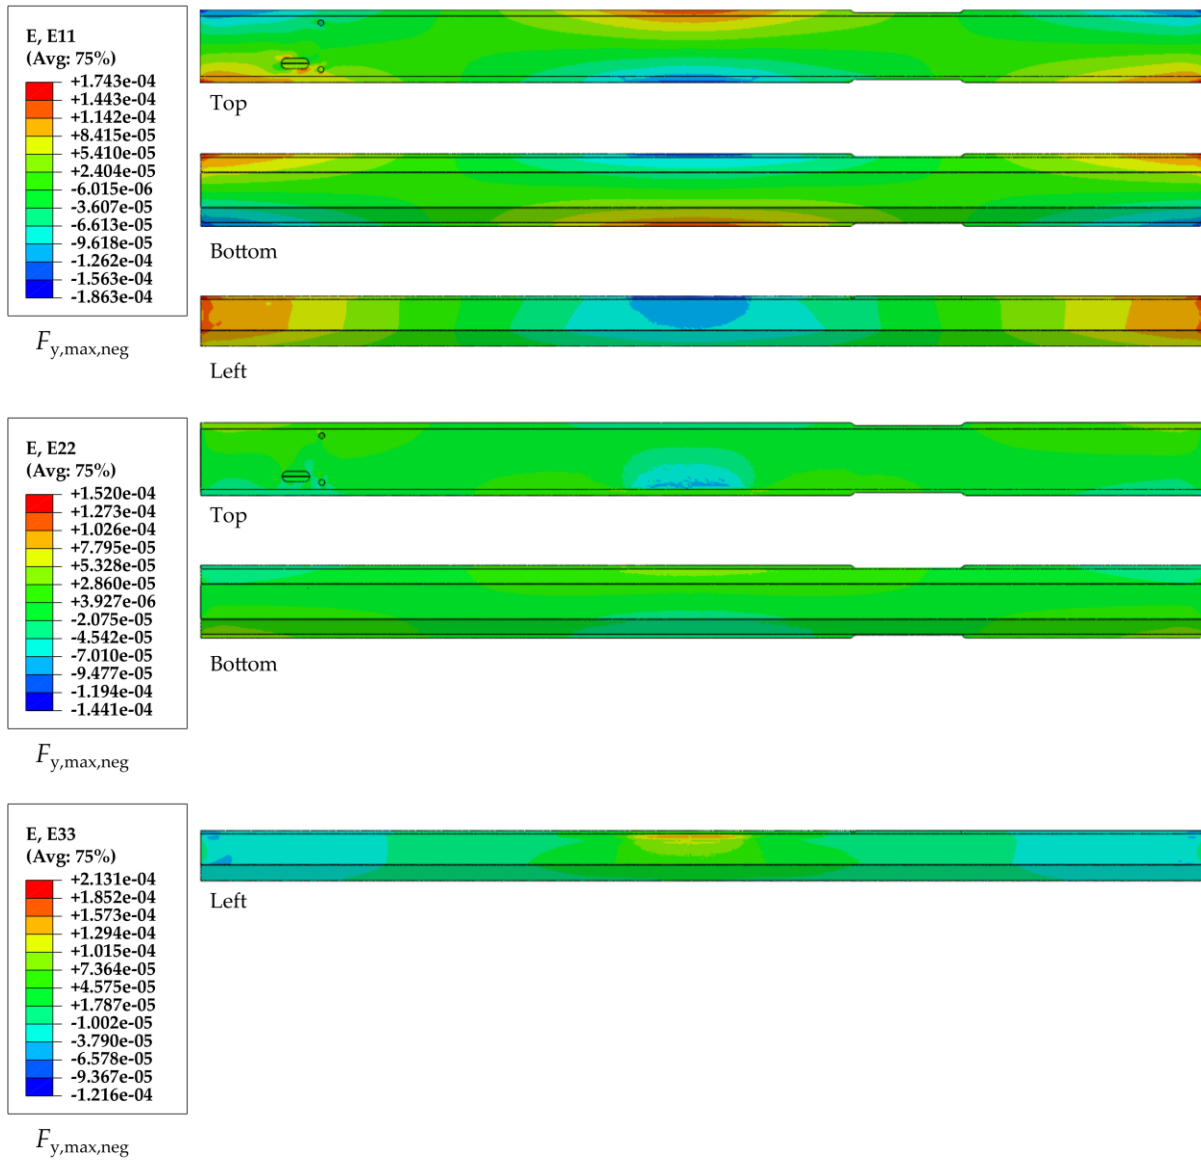 E, E11
(Avg: 75%)
+1.743e-04
+1.443e-04
+1.142e-04
+8.415e-05
+5.410e-05
+2.404e-05
-6.015e-06
-3.607e-05
-6.613e-05
-9.618e-05
-1.262e-04
-1.563e-04
-1.863e-04
Fy,max,neg
Top
Bottom
Left
E, E22
(Avg: 75%)
+1.520e-04
+1.273e-04
+1.026e-04
+7.795e-05
+5.328e-05
+2.860e-05
+3.927e-06
-2.075e-05
-4.542e-05
-7.010e-05
-9.477e-05
-1.194e-04
-1.441e-04
Fy,max,neg
Top
Bottom
E, E33
(Avg: 75%)
+2.131e-04
+1.852e-04
+1.573e-04
+1.294e-04
+1.015e-04
+7.364e-05
+4.575e-05
+1.787e-05
-1.002e-05
-3.790e-05
-6.578e-05
-9.367e-05
-1.216e-04
Fy,max,neg
Left